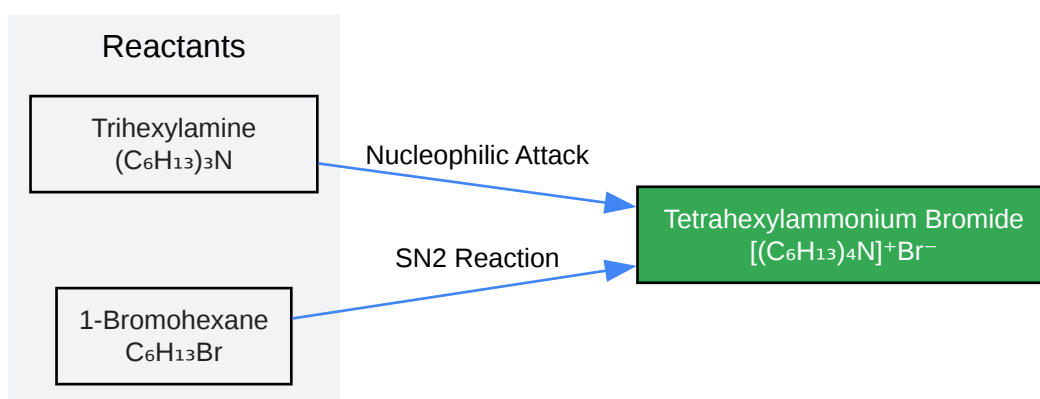 Reactants
Trihexylamine
(C₆H₁₃)₃N
Nucleophilic Attack
Tetrahexylammonium Bromide
[(C₆H₁₃)₄N]⁺Br⁻
SN2 Reaction
1-Bromohexane
C₆H₁₃Br